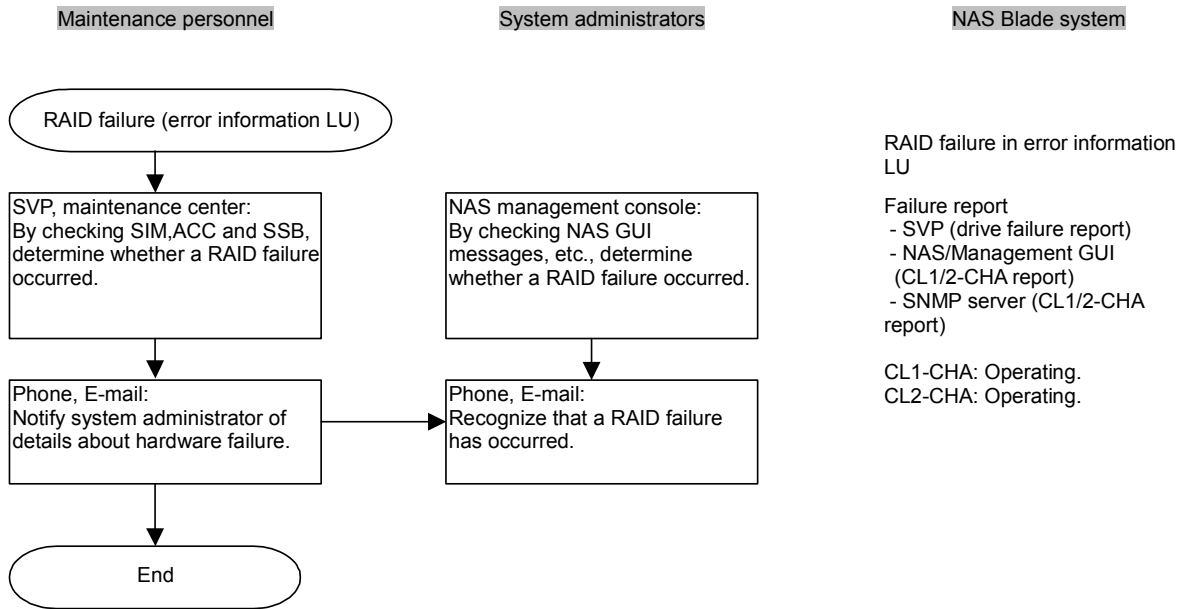 Maintenance personnel
System administrators
NAS Blade system
RAID failure (error information LU)
SVP, maintenance center:
By checking SIM,ACC and SSB,
determine whether a RAID failure
occurred.
NAS management console:
By checking NAS GUI
messages, etc., determine
whether a RAID failure occurred.
RAID failure in error information
LU
Failure report
- SVP (drive failure report)
- NAS/Management GUI
(CL1/2-CHA report)
- SNMP server (CL1/2-CHA
report)
CL1-CHA: Operating.
CL2-CHA: Operating.
Phone, E-mail:
Notify system administrator of
details about hardware failure.
Phone, E-mail:
Recognize that a RAID failure
has occurred.
End